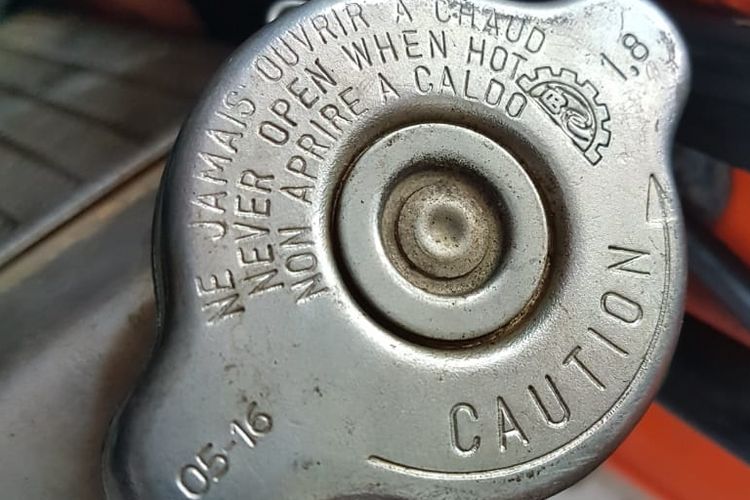 NE JAMAIS OUVRIR A CHAUD
NEVER OPEN WHEN HOT
NON APRIRE A CALDO
1,8
CAUTION
05-16